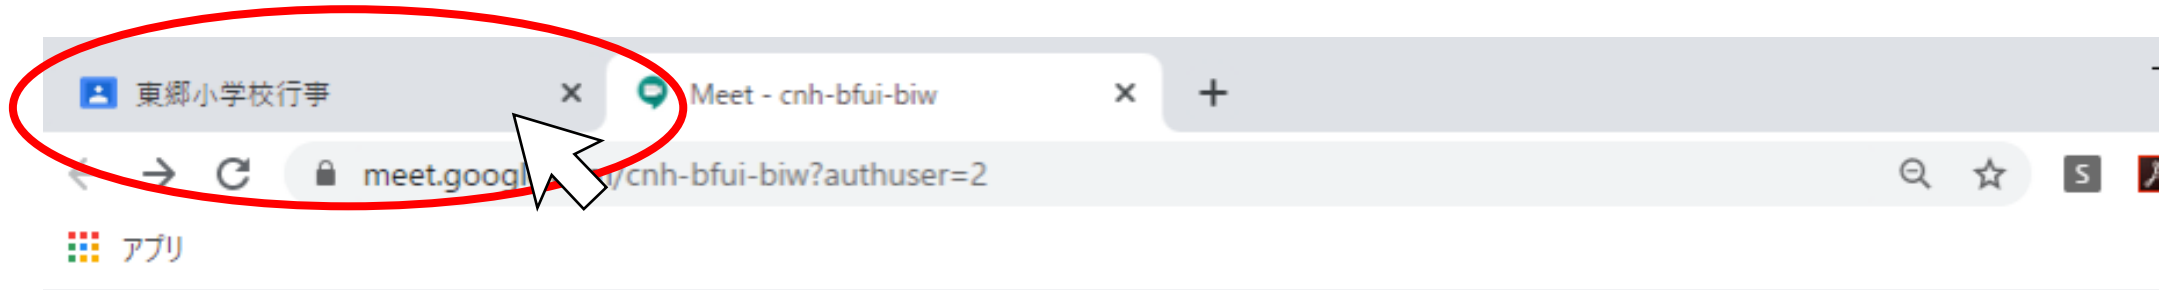 東郷小学校行事
Meet - cnh-bfui-biw
meet.googl /cnh-bfui-biw?authuser=2
S
アプリ